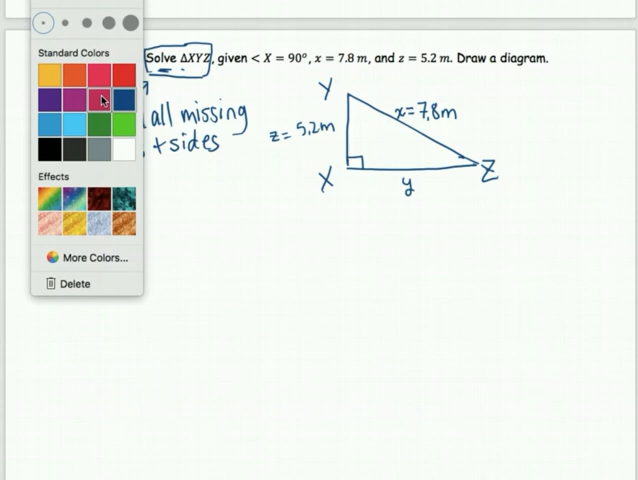 Standard Colors
Effects
More Colors...
Delete
Solve ΔXYZ, given < X = 90°, x = 7.8 m, and z = 5.2 m. Draw a diagram.
all missing
+ sides
Y
x=7.8m
z=5.2m
X
y
Z